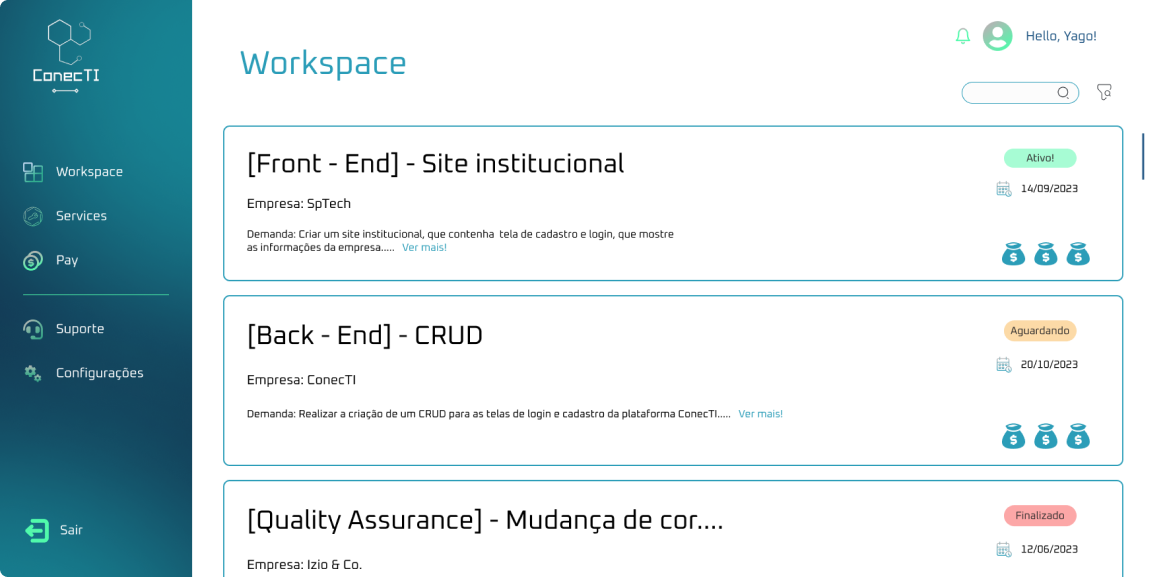 ConecTI
Workspace
Services
Pay
Suporte
Configurações
Sair
Workspace
Hello, Yago!
[Front - End] - Site institucional
Ativo!
14/09/2023
Empresa: SpTech
Demanda: Criar um site institucional, que contenha tela de cadastro e login, que mostre
as informações da empresa..... Ver mais!
[Back - End] - CRUD
Aguardando
20/10/2023
Empresa: ConecTI
Demanda: Realizar a criação de um CRUD para as telas de login e cadastro da plataforma ConecTI..... Ver mais!
[Quality Assurance] - Mudança de cor....
Finalizado
12/06/2023
Empresa: Izio & Co.